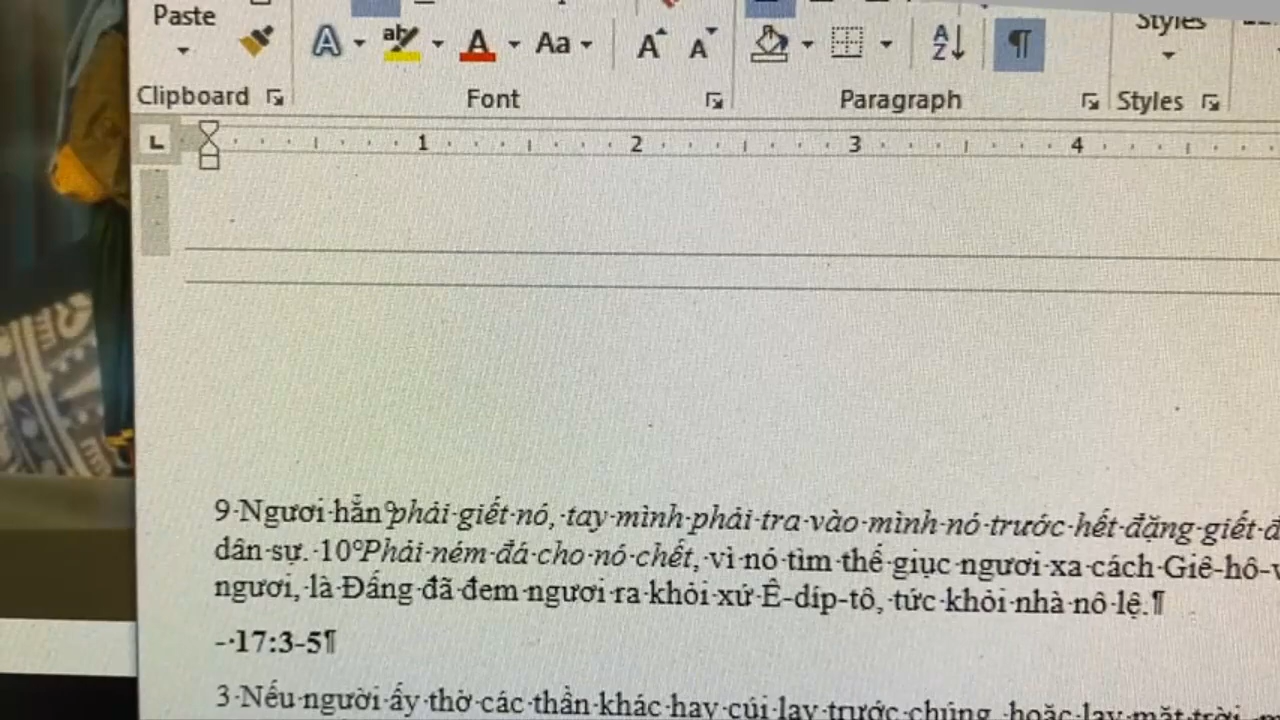 Paste
Styles
A ab A Aa A A A Z ¶
Clipboard Font Paragraph Styles
L 1 2 3 4
9 Ngươi hẳn phải giết nó, tay mình phải tra vào mình nó trước hết đặng giết
dân sự. 10 Phải ném đá cho nó chết, vì nó tìm thế giục ngươi xa cách Giê-hô-
ngươi, là Đấng đã đem ngươi ra khỏi xứ Ê-díp-tô, tức khỏi nhà nô lệ.¶
- 17:3-5¶
3 Nếu người ấy thờ các thần khác hay cúi lạy trước chúng, hoặc lạy mặt trời,